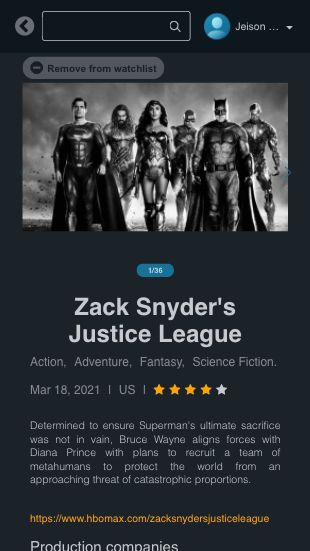 Jeison ...
Remove from watchlist
1/36
Zack Snyder's
Justice League
Action, Adventure, Fantasy, Science Fiction.
Mar 18, 2021 | US |
Determined to ensure Superman's ultimate sacrifice
was not in vain, Bruce Wayne aligns forces with
Diana Prince with plans to recruit a team of
metahumans to protect the world from an
approaching threat of catastrophic proportions.
https://www.hbomax.com/zacksnydersjusticeleague
Production companies